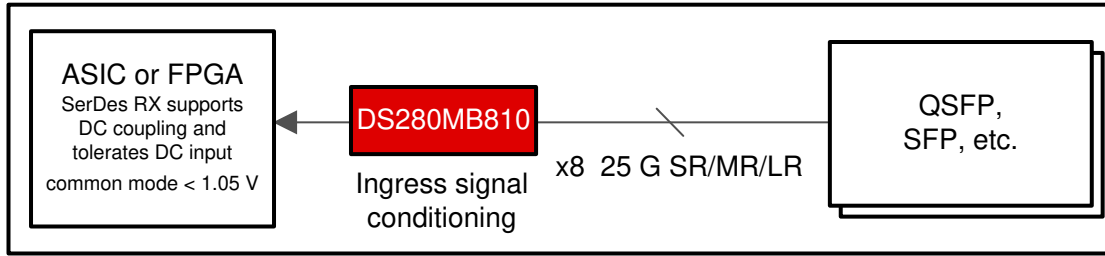 ASIC or FPGA
SerDes RX supports
DC coupling and
tolerates DC input
common mode < 1.05 V
DS280MB810
Ingress signal
conditioning
x8 25 G SR/MR/LR
QSFP,
SFP, etc.